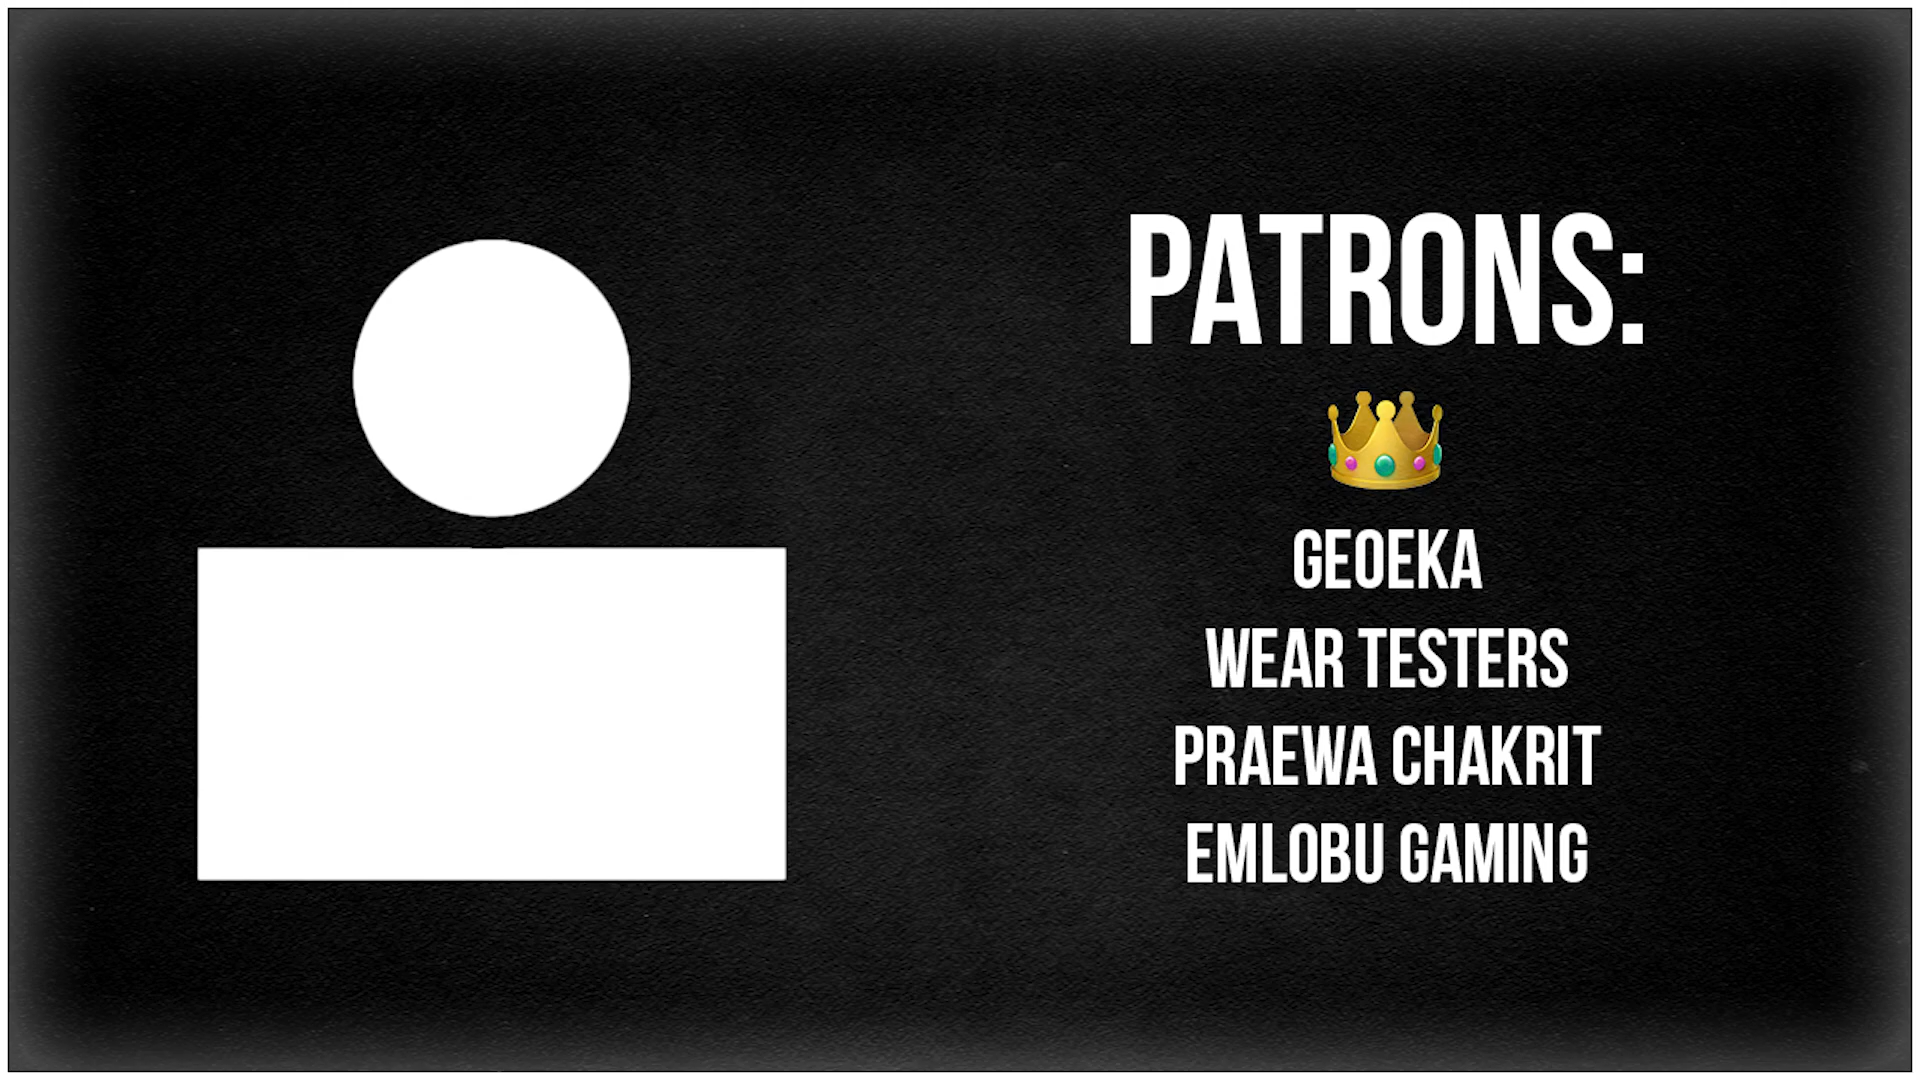 PATRONS:
GEOEKA
WEAR TESTERS
PRAEWA CHAKRIT
EMLOBU GAMING